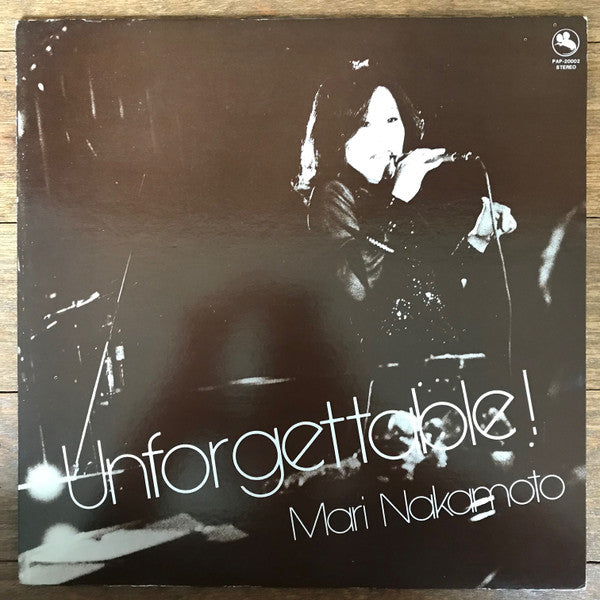 PAP-20002
STEREO
Unforgettable!
Mari Nakamoto